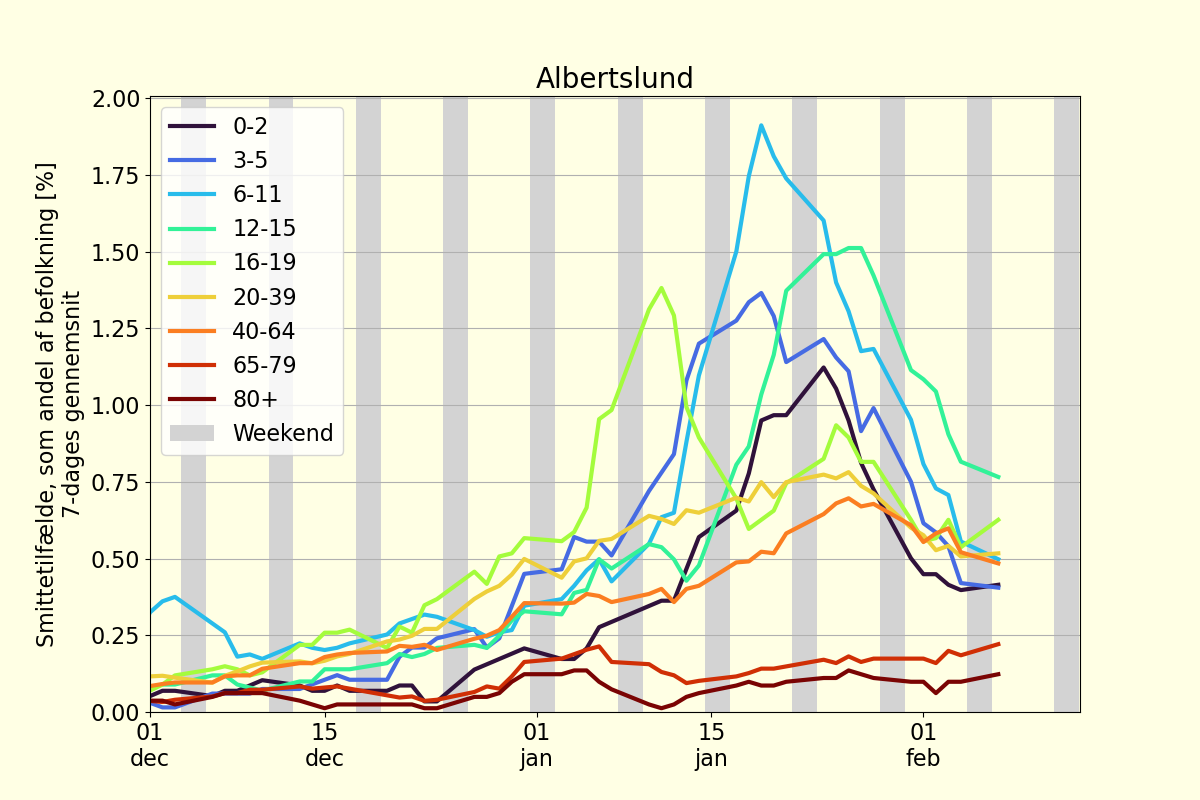 Albertslund
Smittetilfælde, som andel af befolkning [%]
7-dages gennemsnit
2.00
1.75
1.50
1.25
1.00
0.75
0.50
0.25
0.00
0-2
3-5
6-11
12-15
16-19
20-39
40-64
65-79
80+
Weekend
01
dec
15
dec
01
jan
15
jan
01
feb